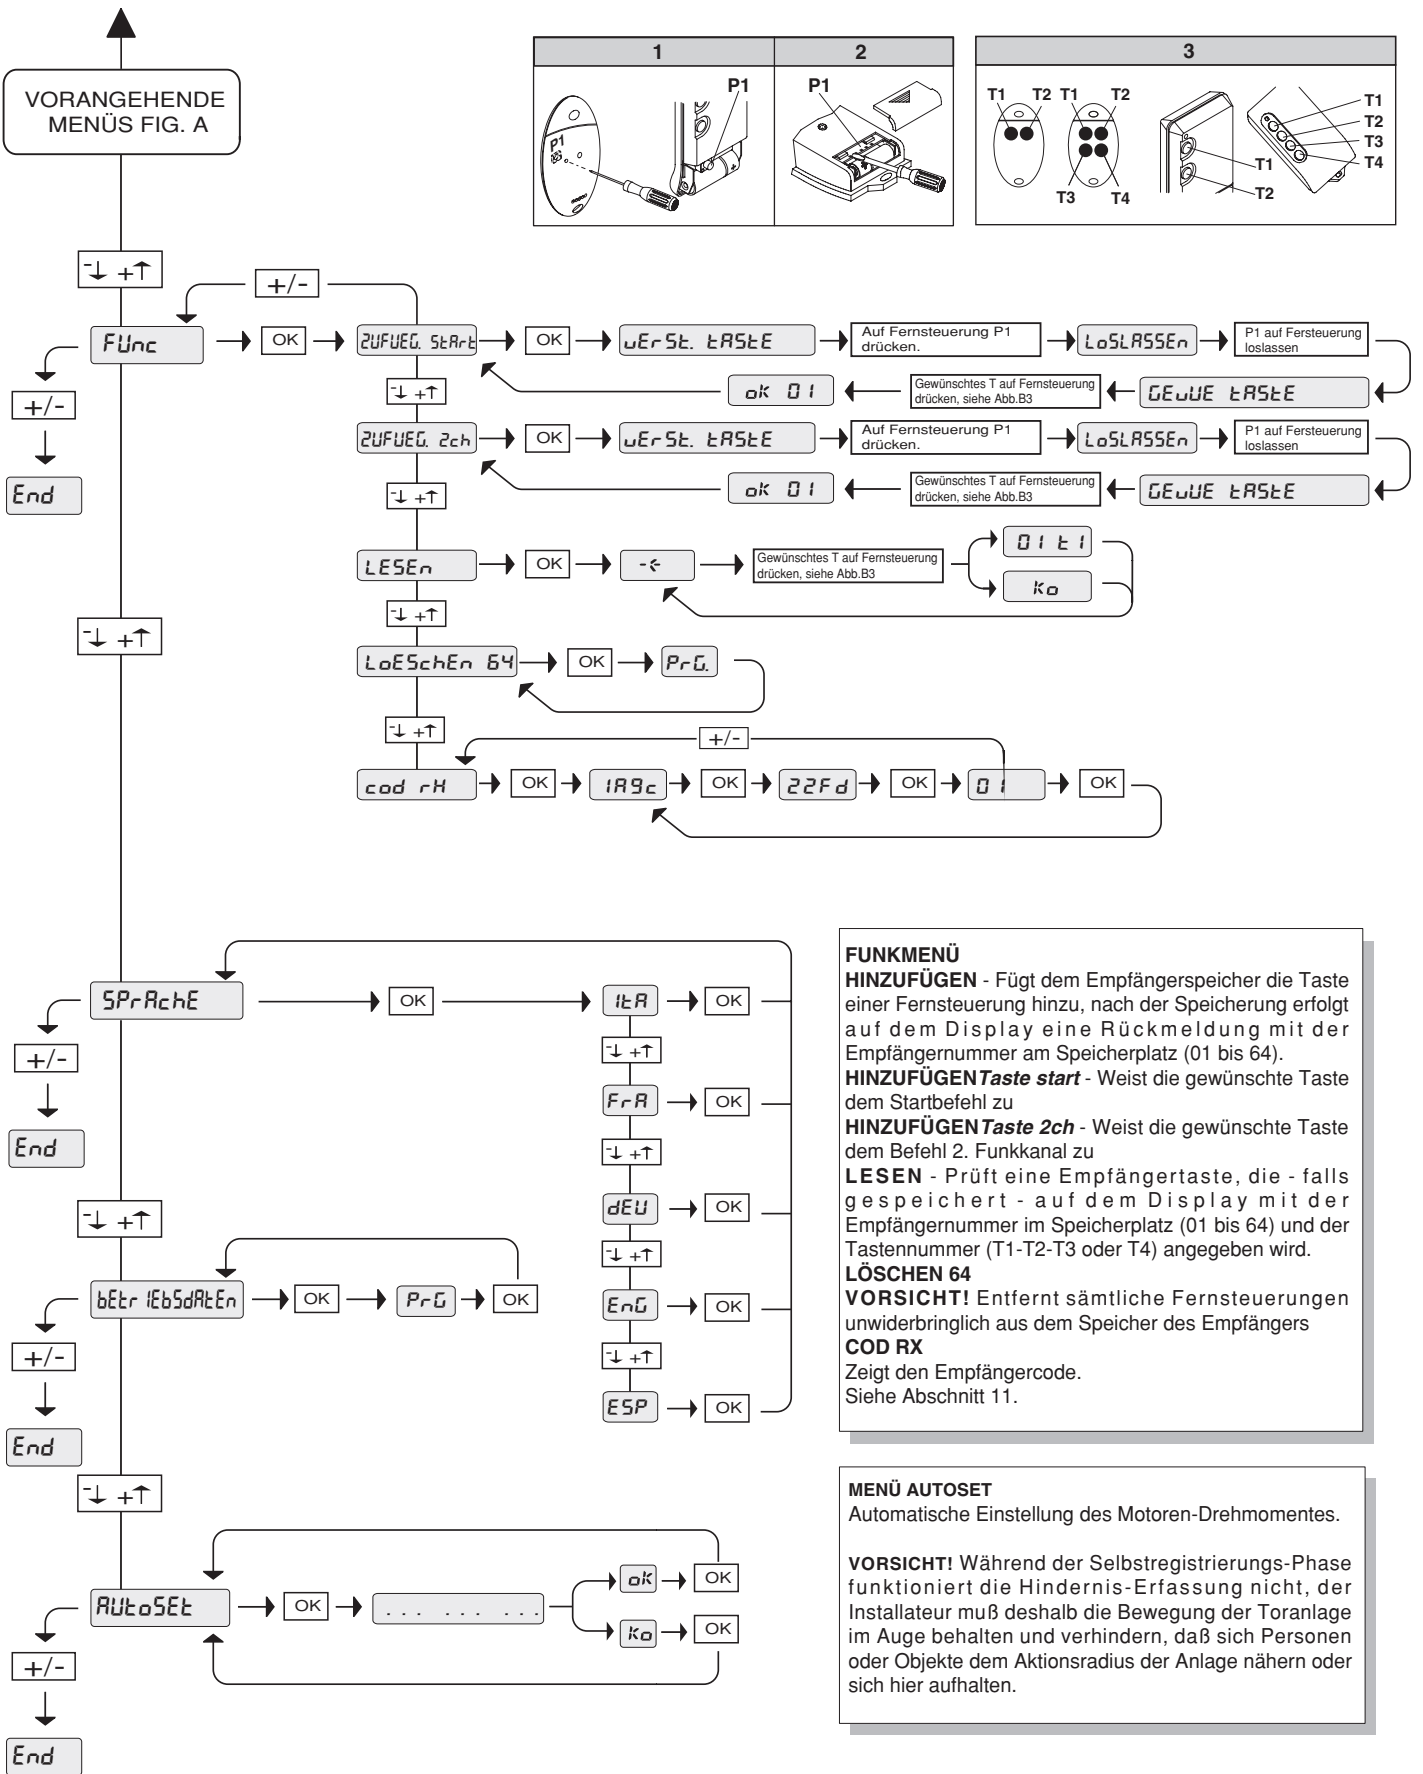 VORANGEHENDE
MENÜS FIG. A
1
2
3
P1
P1
P1
T1
T2
T1
T2
T3
T4
T1
T2
T1
T2
T3
T4
-↓ +↑
+/-
FUnc
OK
ZUFUEG. StArt
OK
vErSt. tAStE
Auf Fernsteuerung P1
drücken.
LoSLASSEn
P1 auf Fersteuerung
loslassen
+/-
End
-↓ +↑
oK 01
Gewünschtes T auf Fernsteuerung
drücken, siehe Abb.B3
GEvUE tAStE
ZUFUEG. 2ch
OK
vErSt. tAStE
Auf Fernsteuerung P1
drücken.
LoSLASSEn
P1 auf Fersteuerung
loslassen
-↓ +↑
oK 01
Gewünschtes T auf Fernsteuerung
drücken, siehe Abb.B3
GEvUE tAStE
LESEn
OK
-<-
Gewünschtes T auf Fernsteuerung
drücken, siehe Abb.B3
01 t1
Ko
-↓ +↑
-↓ +↑
LoESchEn 64
OK
PrG.
-↓ +↑
+/-
cod rH
OK
1A9c
OK
22Fd
OK
01
OK
SPrAchE
OK
ItA
OK
-↓ +↑
FrA
OK
-↓ +↑
dEU
OK
-↓ +↑
EnG
OK
-↓ +↑
ESP
OK
+/-
End
-↓ +↑
bEtrIEbSdAtEn
OK
PrG
OK
+/-
End
-↓ +↑
AUtoSEt
OK
... ... ...
oK
OK
Ko
OK
+/-
End
FUNKMENÜ
HINZUFÜGEN - Fügt dem Empfängerspeicher die Taste
einer Fernsteuerung hinzu, nach der Speicherung erfolgt
auf dem Display eine Rückmeldung mit der
Empfängernummer am Speicherplatz (01 bis 64).
HINZUFÜGEN Taste start - Weist die gewünschte Taste
dem Startbefehl zu
HINZUFÜGEN Taste 2ch - Weist die gewünschte Taste
dem Befehl 2. Funkkanal zu
LESEN - Prüft eine Empfängertaste, die - falls
gespeichert - auf dem Display mit der
Empfängernummer im Speicherplatz (01 bis 64) und der
Tastennummer (T1-T2-T3 oder T4) angegeben wird.
LÖSCHEN 64
VORSICHT! Entfernt sämtliche Fernsteuerungen
unwiderbringlich aus dem Speicher des Empfängers
COD RX
Zeigt den Empfängercode.
Siehe Abschnitt 11.
MENÜ AUTOSET
Automatische Einstellung des Motoren-Drehmomentes.
VORSICHT! Während der Selbstregistrierungs-Phase
funktioniert die Hindernis-Erfassung nicht, der
Installateur muß deshalb die Bewegung der Toranlage
im Auge behalten und verhindern, daß sich Personen
oder Objekte dem Aktionsradius der Anlage nähern oder
sich hier aufhalten.